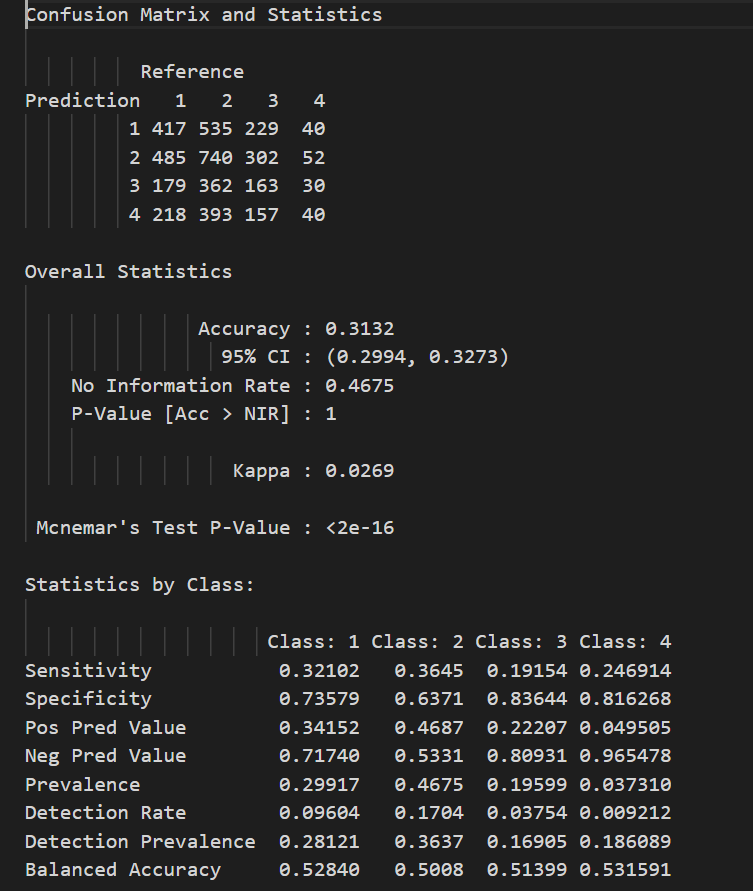 Confusion Matrix and Statistics
Reference
Prediction 1 2 3 4
1 417 535 229 40
2 485 740 302 52
3 179 362 163 30
4 218 393 157 40
Overall Statistics
Accuracy : 0.3132
95% CI : (0.2994, 0.3273)
No Information Rate : 0.4675
P-Value [Acc > NIR] : 1
Kappa : 0.0269
Mcnemar's Test P-Value : <2e-16
Statistics by Class:
Class: 1 Class: 2 Class: 3 Class: 4
Sensitivity 0.32102 0.3645 0.19154 0.246914
Specificity 0.73579 0.6371 0.83644 0.816268
Pos Pred Value 0.34152 0.4687 0.22207 0.049505
Neg Pred Value 0.71740 0.5331 0.80931 0.965478
Prevalence 0.29917 0.4675 0.19599 0.037310
Detection Rate 0.09604 0.1704 0.03754 0.009212
Detection Prevalence 0.28121 0.3637 0.16905 0.186089
Balanced Accuracy 0.52840 0.5008 0.51399 0.531591